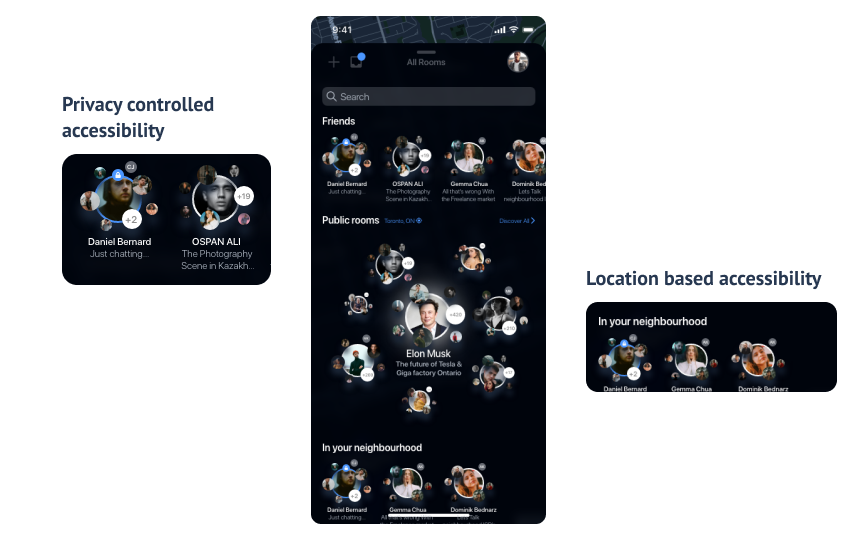 Privacy controlled
accessibility
CJ
+2
+19
Daniel Bernard
Just chatting...
OSPAN ALI
The Photography
Scene in Kazakh...
9:41
All Rooms
Search
Friends
+2
+19
Daniel Bernard
Just chatting...
OSPAN ALI
The Photography
Scene in Kazakh...
Gemma Chua
All that's wrong With
the Freelance market
Dominik Bed
Lets Talk
neighbourhood
Public rooms
Toronto, ON
Discover All
+19
+420
+210
Elon Musk
The future of Tesla &
Giga factory Ontario
In your neighbourhood
+2
Daniel Bernard
Just chatting...
Gemma Chua
All that's wrong With
Dominik Bednarz
Lets Talk
Location based accessibility
In your neighbourhood
+2
Daniel Bernard
Gemma Chua
Dominik Bednarz